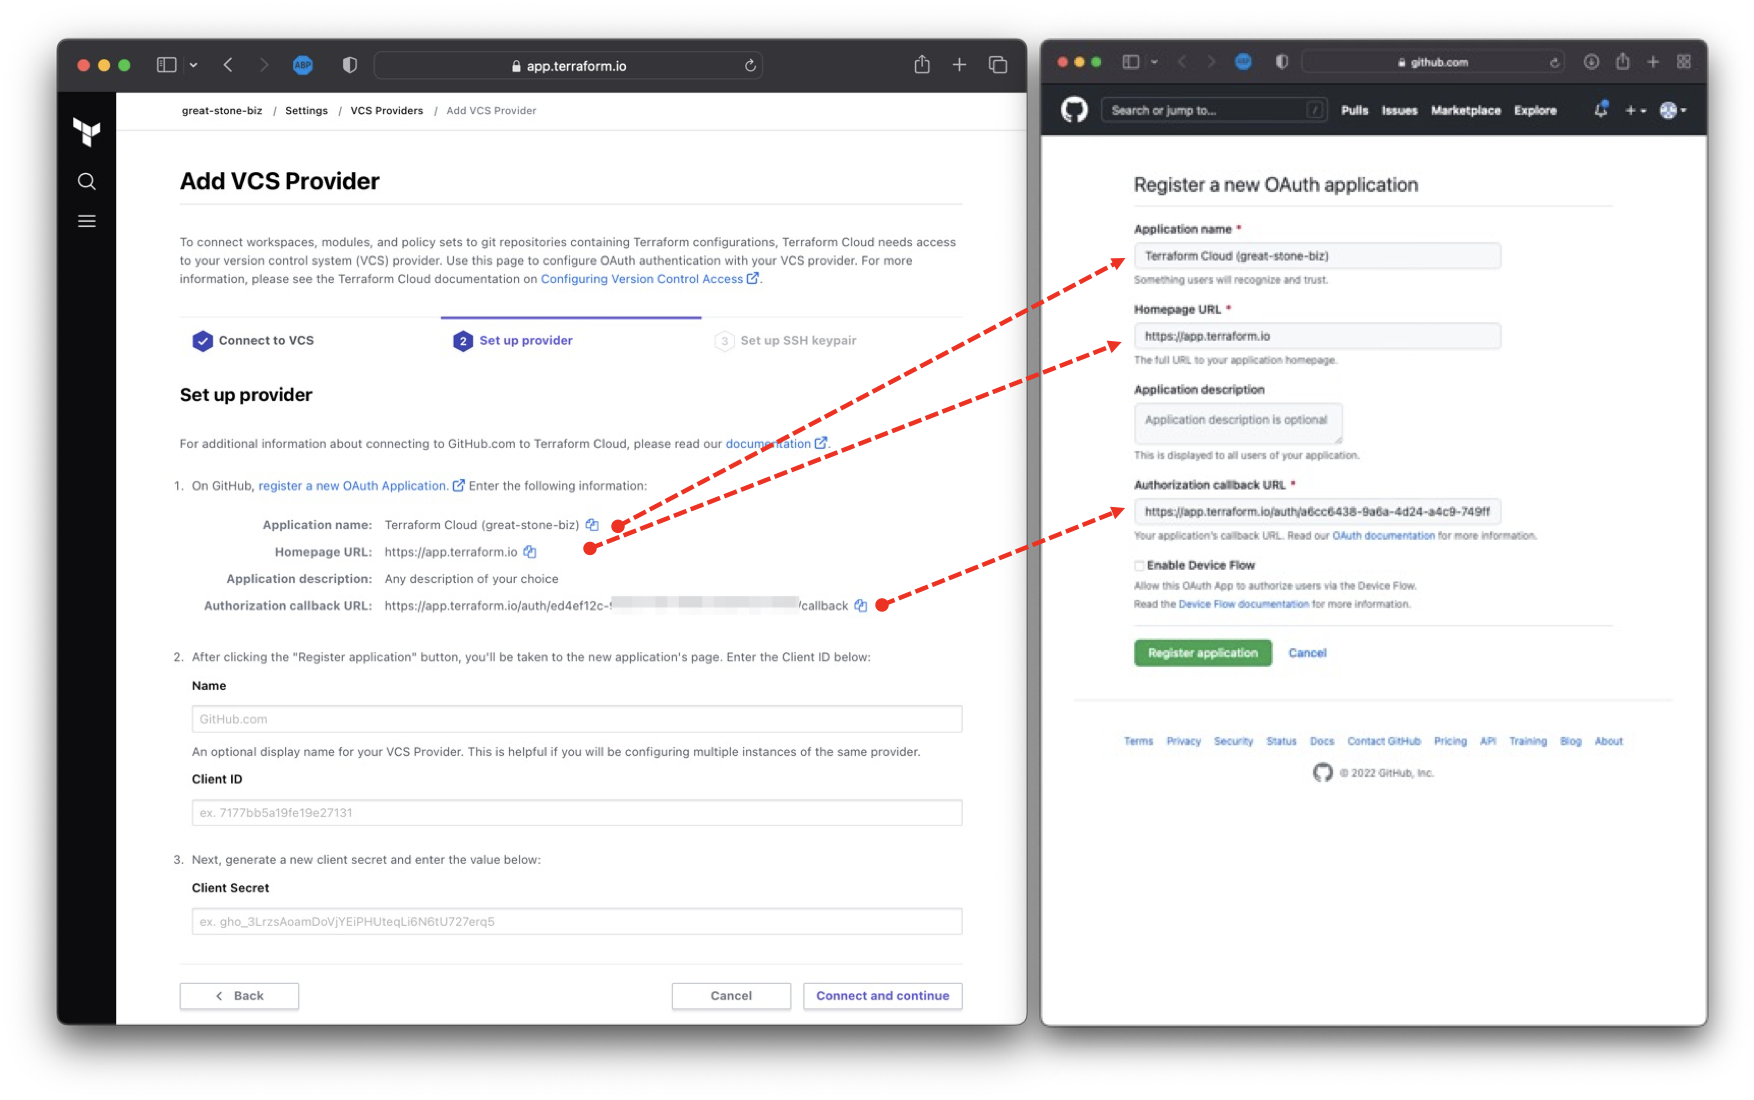 app.terraform.io
great-stone-biz / Settings / VCS Providers / Add VCS Provider
Add VCS Provider
To connect workspaces, modules, and policy sets to git repositories containing Terraform configurations, Terraform Cloud needs access
to your version control system (VCS) provider. Use this page to configure OAuth authentication with your VCS provider. For more
information, please see the Terraform Cloud documentation on Configuring Version Control Access.
Connect to VCS
2 Set up provider
3 Set up SSH keypair
Set up provider
For additional information about connecting to GitHub.com to Terraform Cloud, please read our documentation.
1. On GitHub, register a new OAuth Application. Enter the following information:
Application name: Terraform Cloud (great-stone-biz)
Homepage URL: https://app.terraform.io
Application description: Any description of your choice
Authorization callback URL: https://app.terraform.io/auth/ed4ef12c- /callback
2. After clicking the "Register application" button, you'll be taken to the new application's page. Enter the Client ID below:
Name
GitHub.com
An optional display name for your VCS Provider. This is helpful if you will be configuring multiple instances of the same provider.
Client ID
ex. 7177bb5a19fe19e27131
3. Next, generate a new client secret and enter the value below:
Client Secret
ex. gho_3LrzsAoamDoVjYEiPHUteqLi6N6tU727erq5
Back
Cancel
Connect and continue
ABP
github.com
Search or jump to... /
Pulls Issues Marketplace Explore
Register a new OAuth application
Application name *
Terraform Cloud (great-stone-biz)
Something users will recognize and trust.
Homepage URL *
https://app.terraform.io
The full URL to your application homepage.
Application description
Application description is optional
This is displayed to all users of your application.
Authorization callback URL *
https://app.terraform.io/auth/a6cc6438-9a6a-4d24-a4c9-749ff
Your application's callback URL. Read our OAuth documentation for more information.
Enable Device Flow
Allow this OAuth App to authorize users via the Device Flow.
Read the Device Flow documentation for more information.
Register application
Cancel
Terms Privacy Security Status Docs Contact GitHub Pricing API Training Blog About
© 2022 GitHub, Inc.